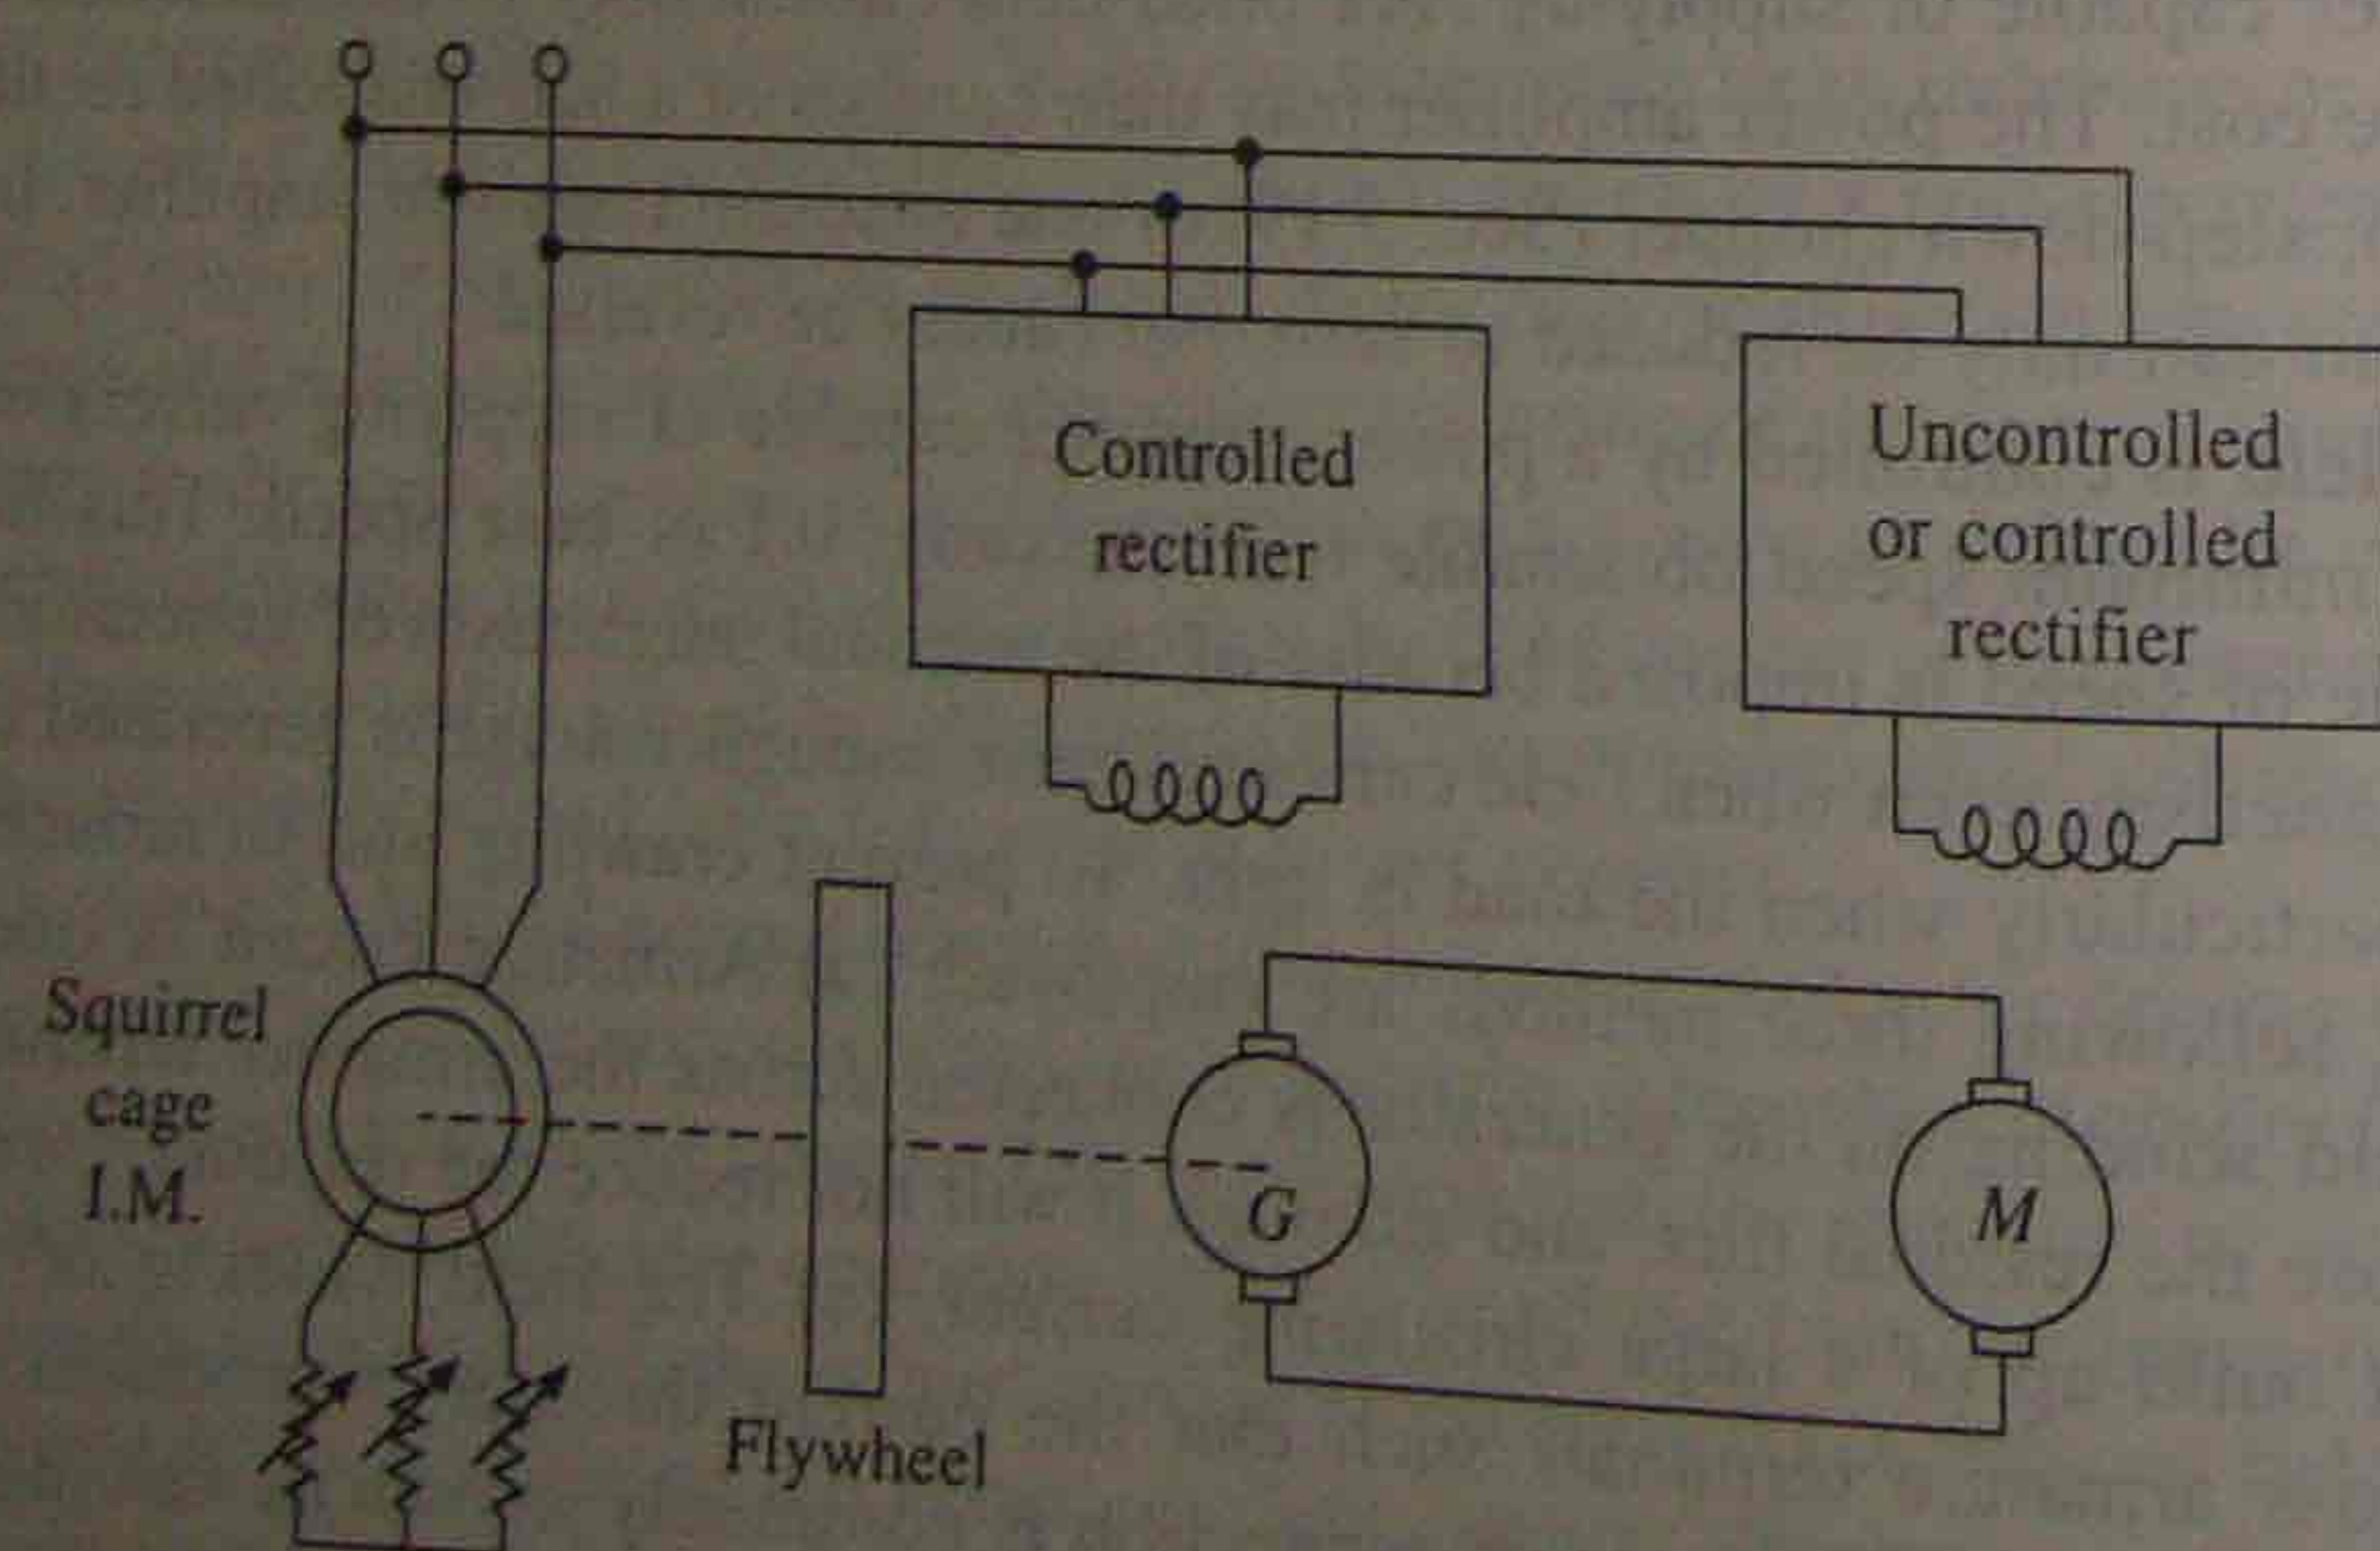 Controlled
rectifier
Uncontrolled
or controlled
rectifier
Squirrel
cage
I.M.
G
M
Flywheel